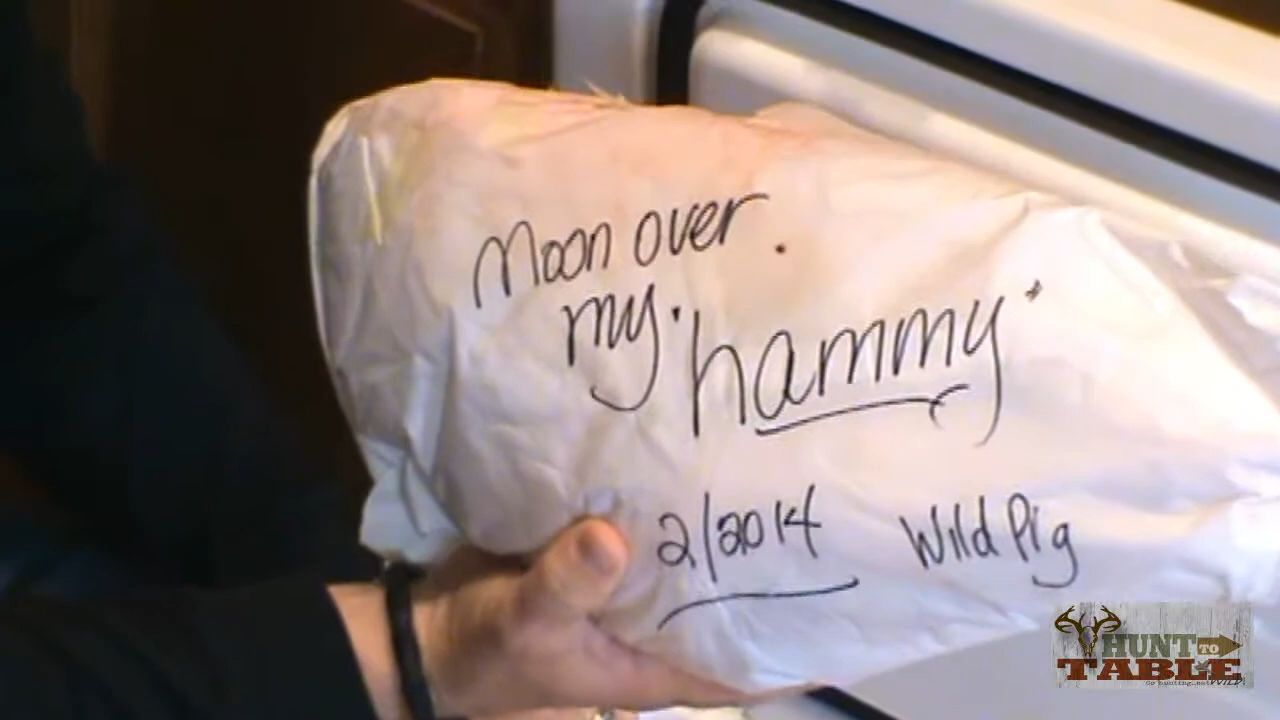 Moon over.
my "hammy"
2/2014 Wild Pig
HUNT TO
TABLE